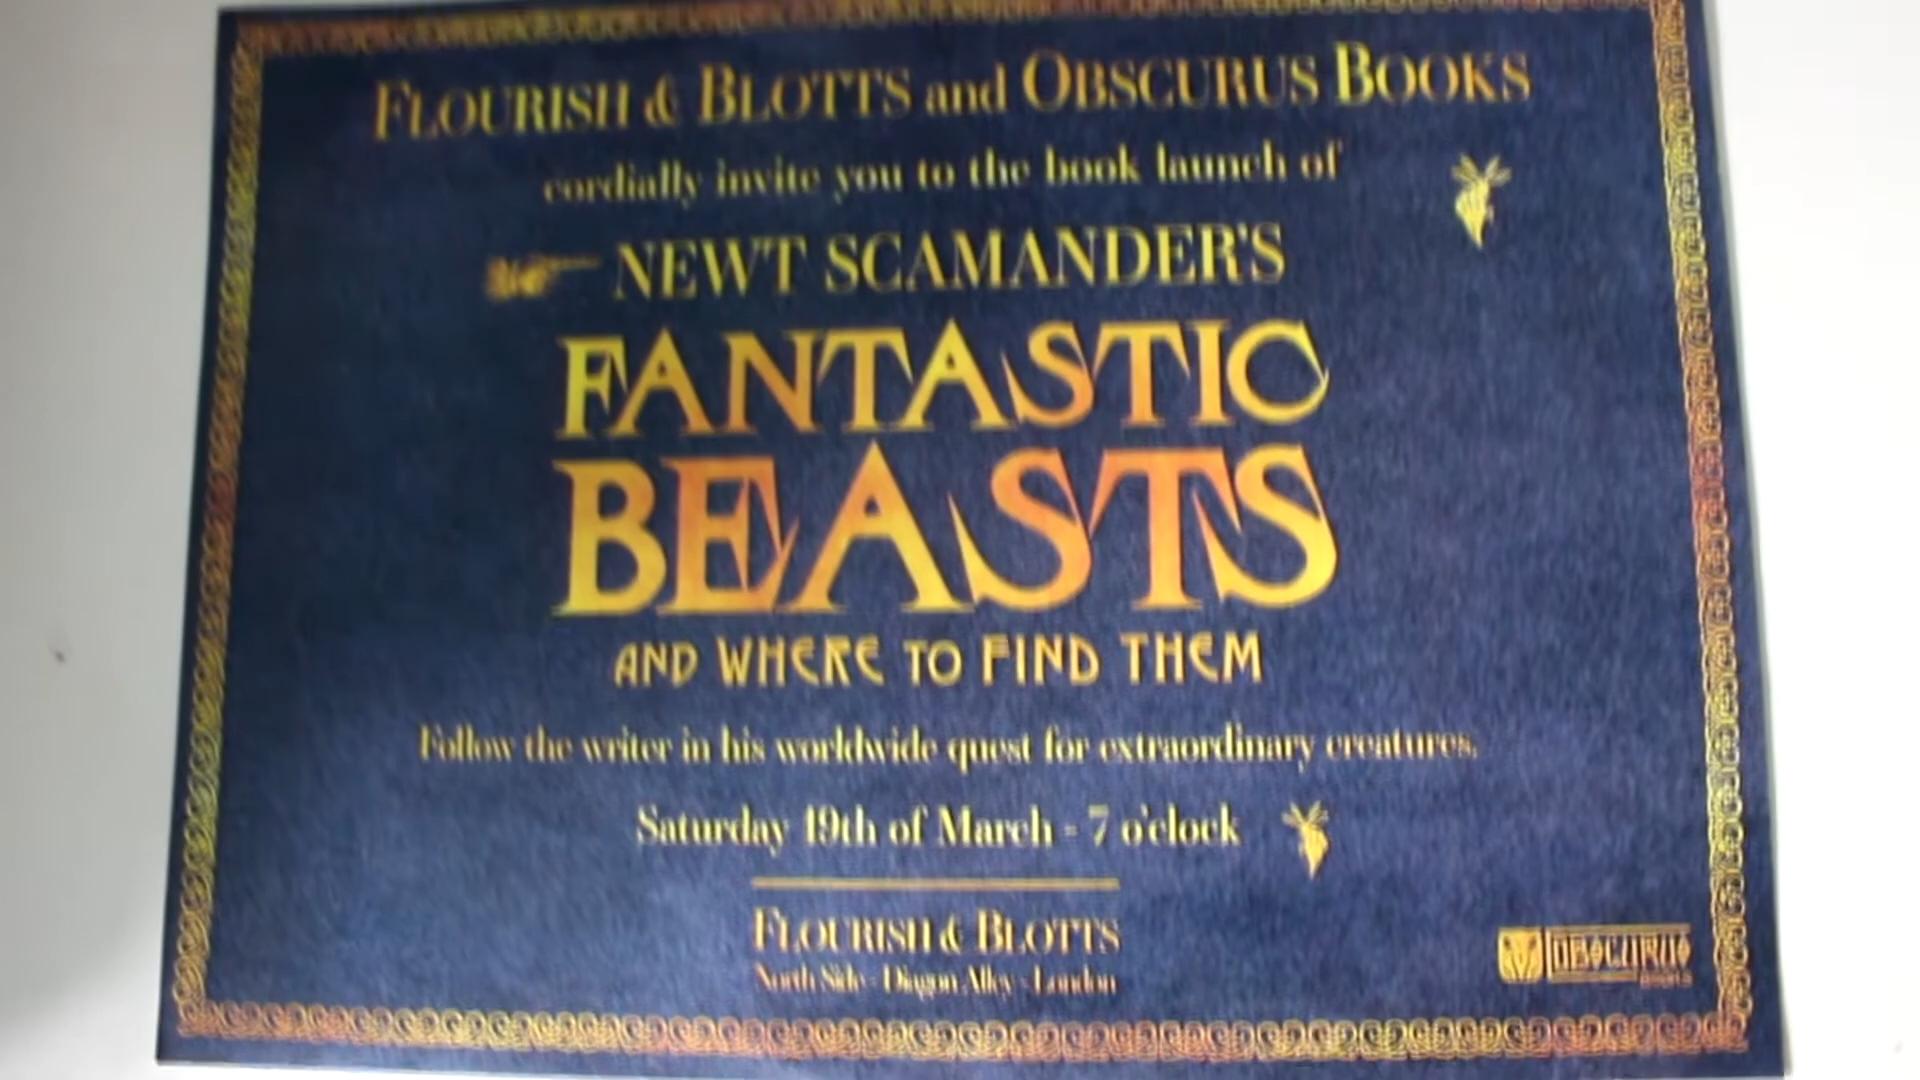 FLOURISH & BLOTTS and OBSCURUS BOOKS
cordially invite you to the book launch of
NEWT SCAMANDER'S
FANTASTIC
BEASTS
AND WHERE TO FIND THEM
Follow the writer in his worldwide quest for extraordinary creatures.
Saturday 19th of March - 7 o'clock
FLOURISH & BLOTTS
North Side - Diagon Alley - London
OBSCURUS
BOOKS